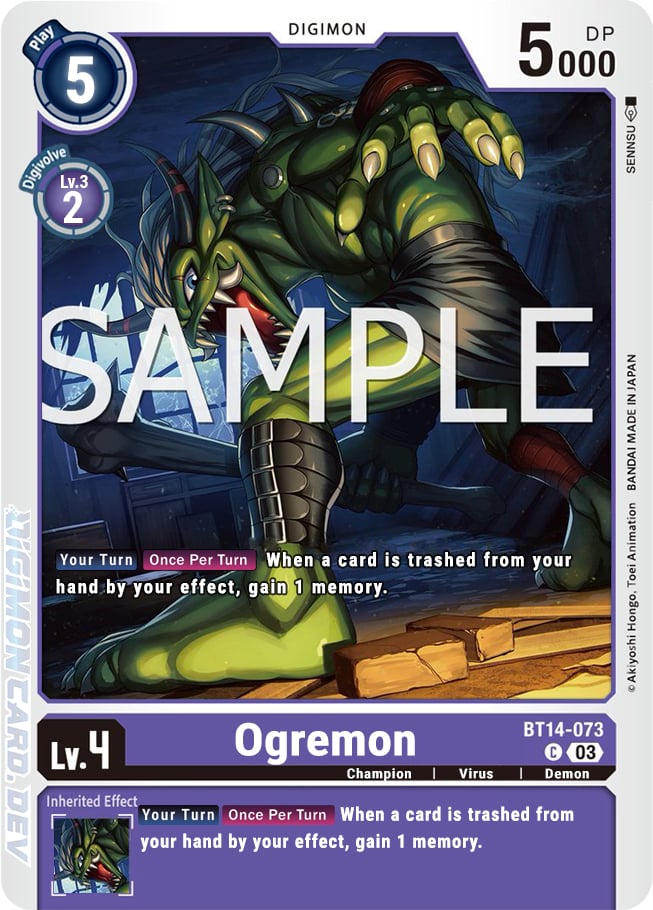 Play
5
DIGIMON
DP
5000
Digivolve
Lv.3
2
SENNSU
SAMPLE
BANDAI MADE IN JAPAN
© Akiyoshi Hongo, Toei Animation
Your Turn Once Per Turn When a card is trashed from your
hand by your effect, gain 1 memory.
DIGIMON CARD.DEV
Lv.4
Ogremon
BT14-073
C 03
Champion | Virus | Demon
Inherited Effect
Your Turn Once Per Turn When a card is trashed from
your hand by your effect, gain 1 memory.